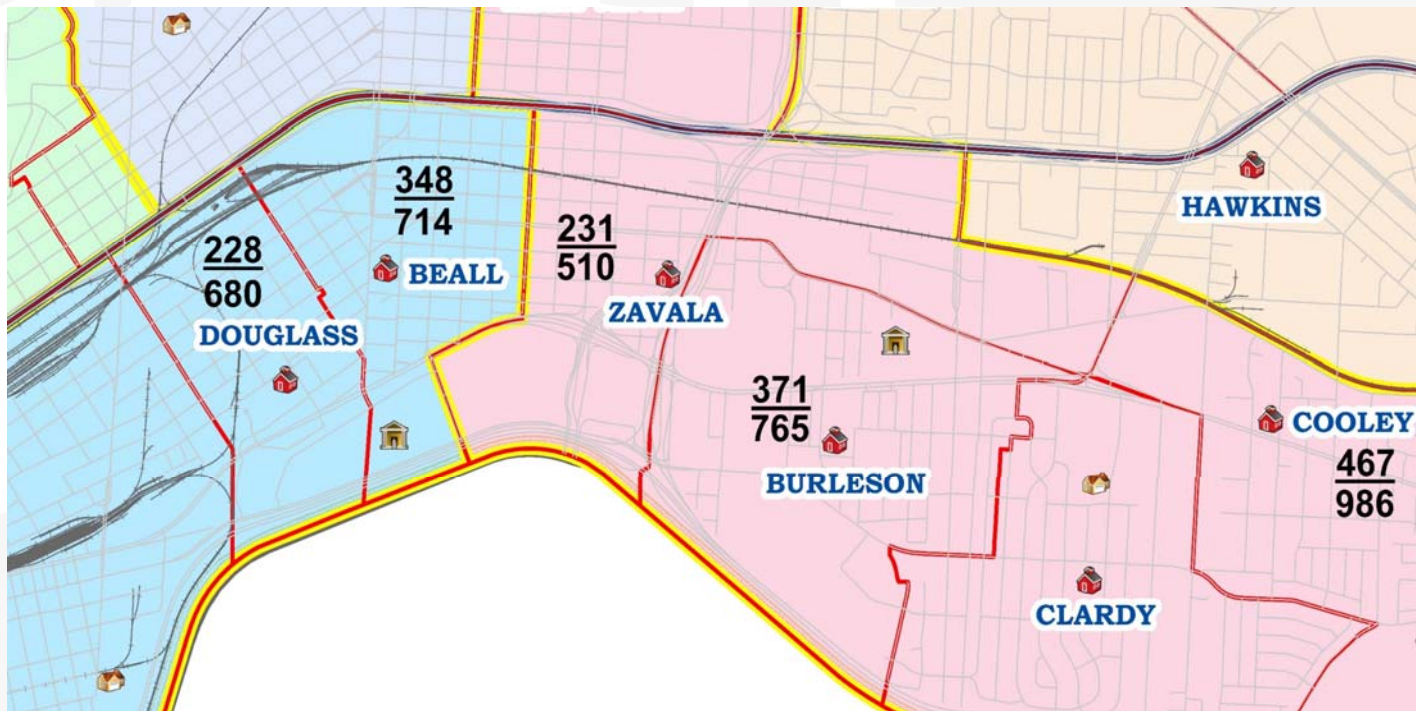 348
714
BEALL
228
680
DOUGLASS
231
510
ZAVALA
HAWKINS
371
765
BURLESON
COOLEY
467
986
CLARDY